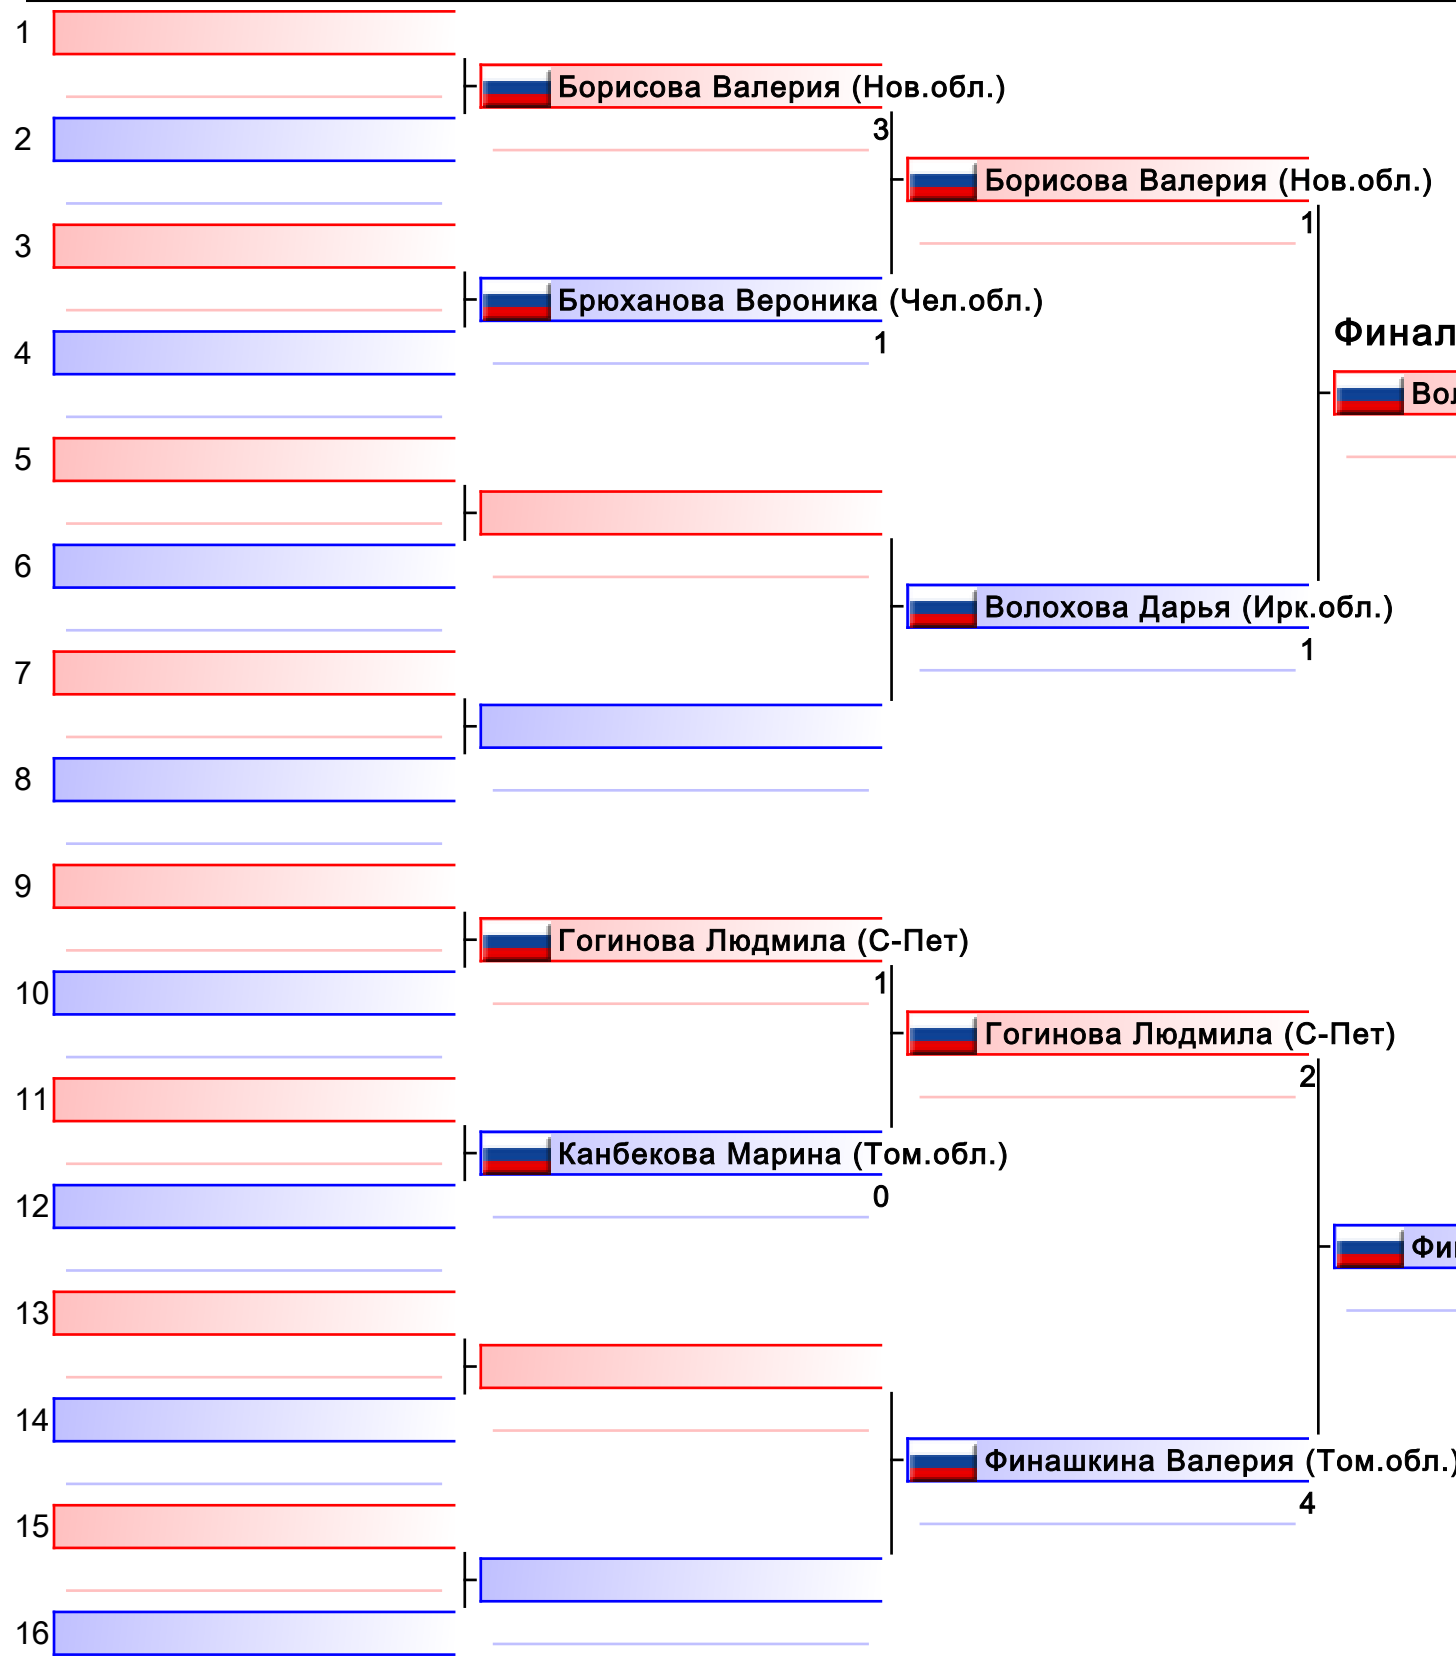 1
Борисова Валерия (Нов.обл.)
3
2
Борисова Валерия (Нов.обл.)
1
3
Брюханова Вероника (Чел.обл.)
1
4
Финал
5
6
Волохова Дарья (Ирк.обл.)
1
7
8
9
Гогинова Людмила (С-Пет)
1
10
Гогинова Людмила (С-Пет)
2
11
Канбекова Марина (Том.обл.)
0
12
13
14
Финашкина Валерия (Том.обл.)
4
15
16